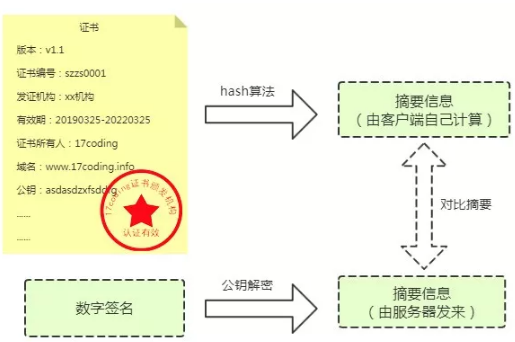 证书
版本：v1.1
证书编号：szzs0001
发证机构：xx机构
有效期：20190325-20220325
证书所有人：17coding
域名：www.17coding.info
公钥：asdasdzxfsddfg
......
......
17coding证书颁发机构
认证有效
hash算法
摘要信息
（由客户端自己计算）
对比摘要
数字签名
公钥解密
摘要信息
（由服务器发来）